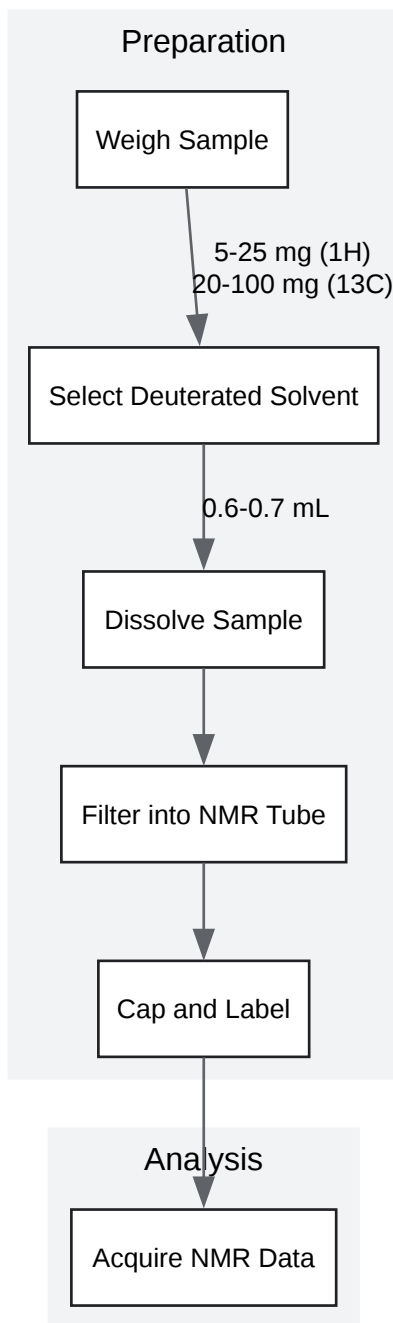 Preparation
Weigh Sample
5-25 mg (1H)
20-100 mg (13C)
Select Deuterated Solvent
0.6-0.7 mL
Dissolve Sample
Filter into NMR Tube
Cap and Label
Analysis
Acquire NMR Data